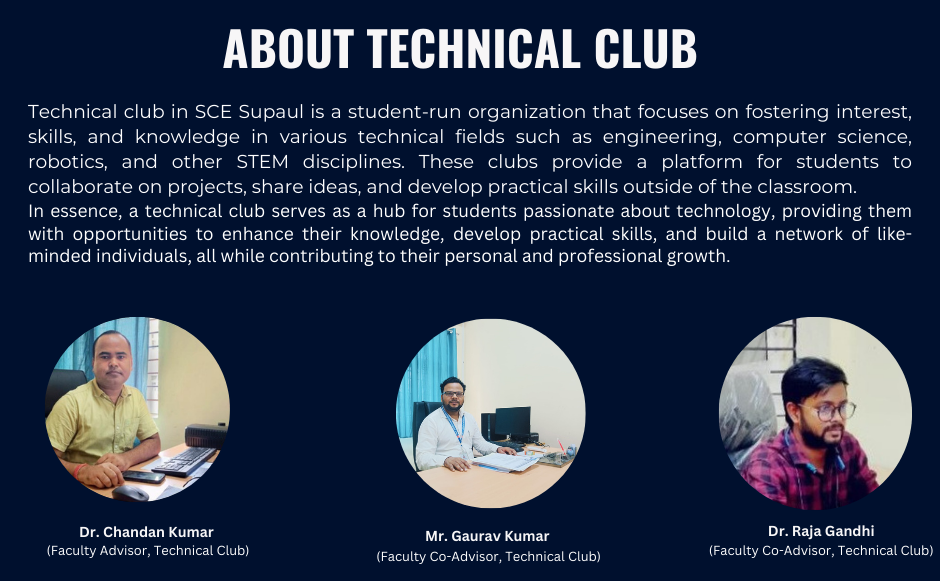 ABOUT TECHNICAL CLUB
Technical club in SCE Supaul is a student-run organization that focuses on fostering interest,
skills, and knowledge in various technical fields such as engineering, computer science,
robotics, and other STEM disciplines. These clubs provide a platform for students to
collaborate on projects, share ideas, and develop practical skills outside of the classroom.
In essence, a technical club serves as a hub for students passionate about technology, providing them
with opportunities to enhance their knowledge, develop practical skills, and build a network of like-
minded individuals, all while contributing to their personal and professional growth.
Dr. Chandan Kumar
(Faculty Advisor, Technical Club)
Mr. Gaurav Kumar
(Faculty Co-Advisor, Technical Club)
Dr. Raja Gandhi
(Faculty Co-Advisor, Technical Club)